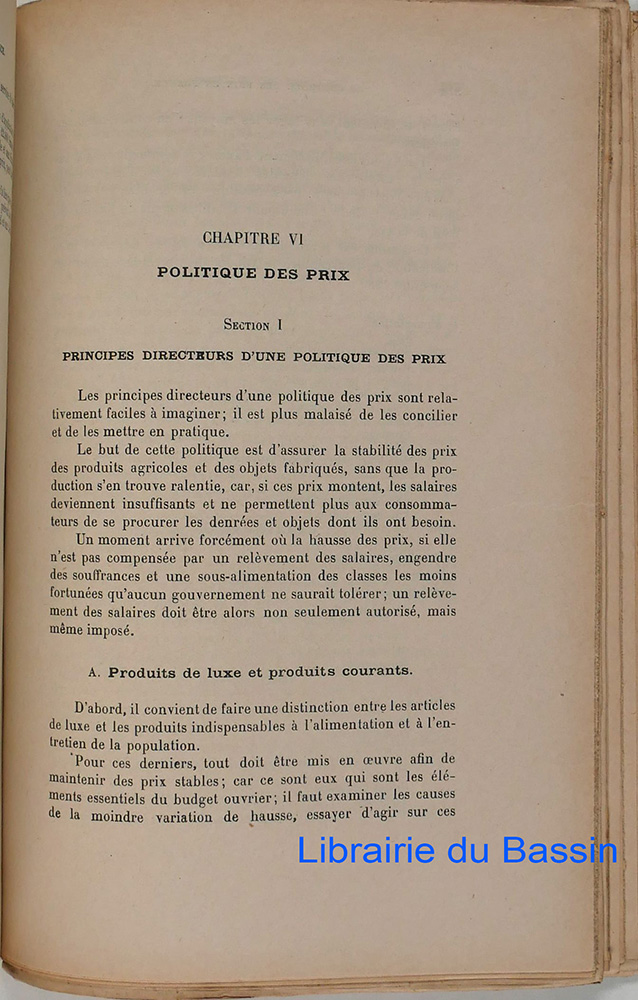 CHAPITRE VI
POLITIQUE DES PRIX
SECTION I
PRINCIPES DIRECTEURS D'UNE POLITIQUE DES PRIX
Les principes directeurs d'une politique des prix sont rela-
tivement faciles à imaginer; il est plus malaisé de les concilier
et de les mettre en pratique.
Le but de cette politique est d'assurer la stabilité des prix
des produits agricoles et des objets fabriqués, sans que la pro-
duction s'en trouve ralentie, car, si ces prix montent, les salaires
deviennent insuffisants et ne permettent plus aux consomma-
teurs de se procurer les denrées et objets dont ils ont besoin.
Un moment arrive forcément où la hausse des prix, si elle
n'est pas compensée par un relèvement des salaires, engendre
des souffrances et une sous-alimentation des classes les moins
fortunées qu'aucun gouvernement ne saurait tolérer; un relève-
ment des salaires doit être alors non seulement autorisé, mais
même imposé.
A. Produits de luxe et produits courants.
D'abord, il convient de faire une distinction entre les articles
de luxe et les produits indispensables à l'alimentation et à l'en-
tretien de la population.
Pour ces derniers, tout doit être mis en œuvre afin de
maintenir des prix stables; car ce sont eux qui sont les élé-
ments essentiels du budget ouvrier; il faut examiner les causes
de la moindre variation de hausse, essayer d'agir sur ces
Librairie du Bassin